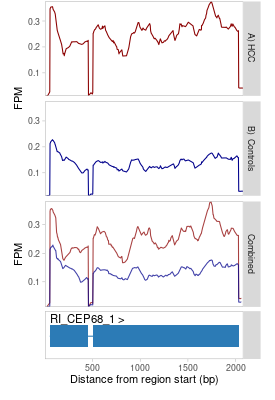 0.3
0.2
0.1
A) HCC
FPM
0.3
0.2
0.1
B): Controls
0.3
0.2
0.1
Combined
FPM
RI_CEP68_1 >
500
1000
1500
2000
Distance from region start (bp)